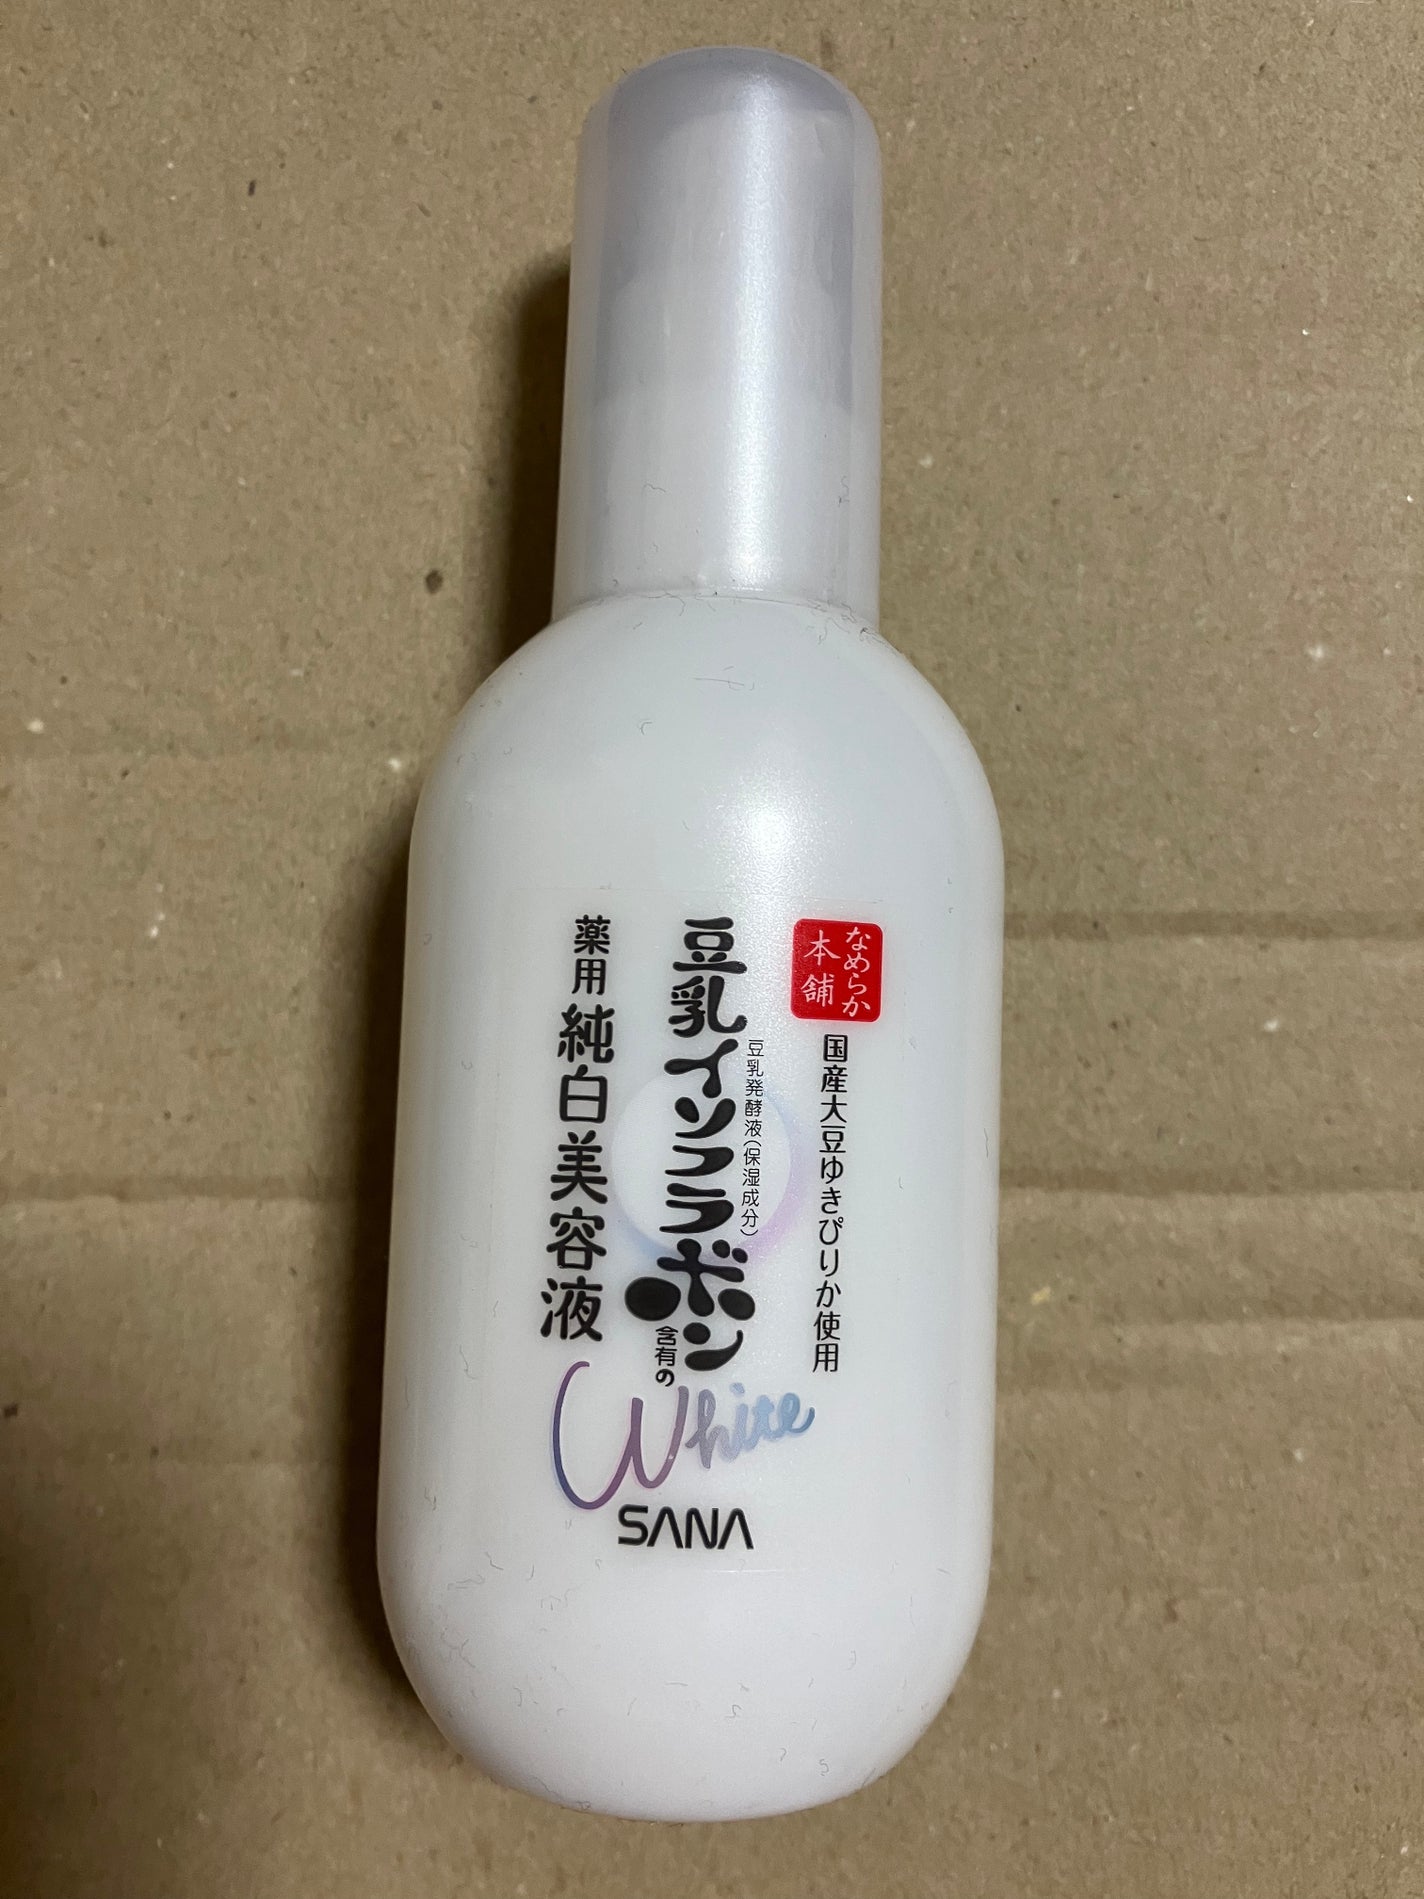 なめらか
本舗
国産大豆ゆきぴりか使用
豆乳発酵液(保湿成分)
豆乳イソフラボン
含有の
薬用純白美容液
White
SANA